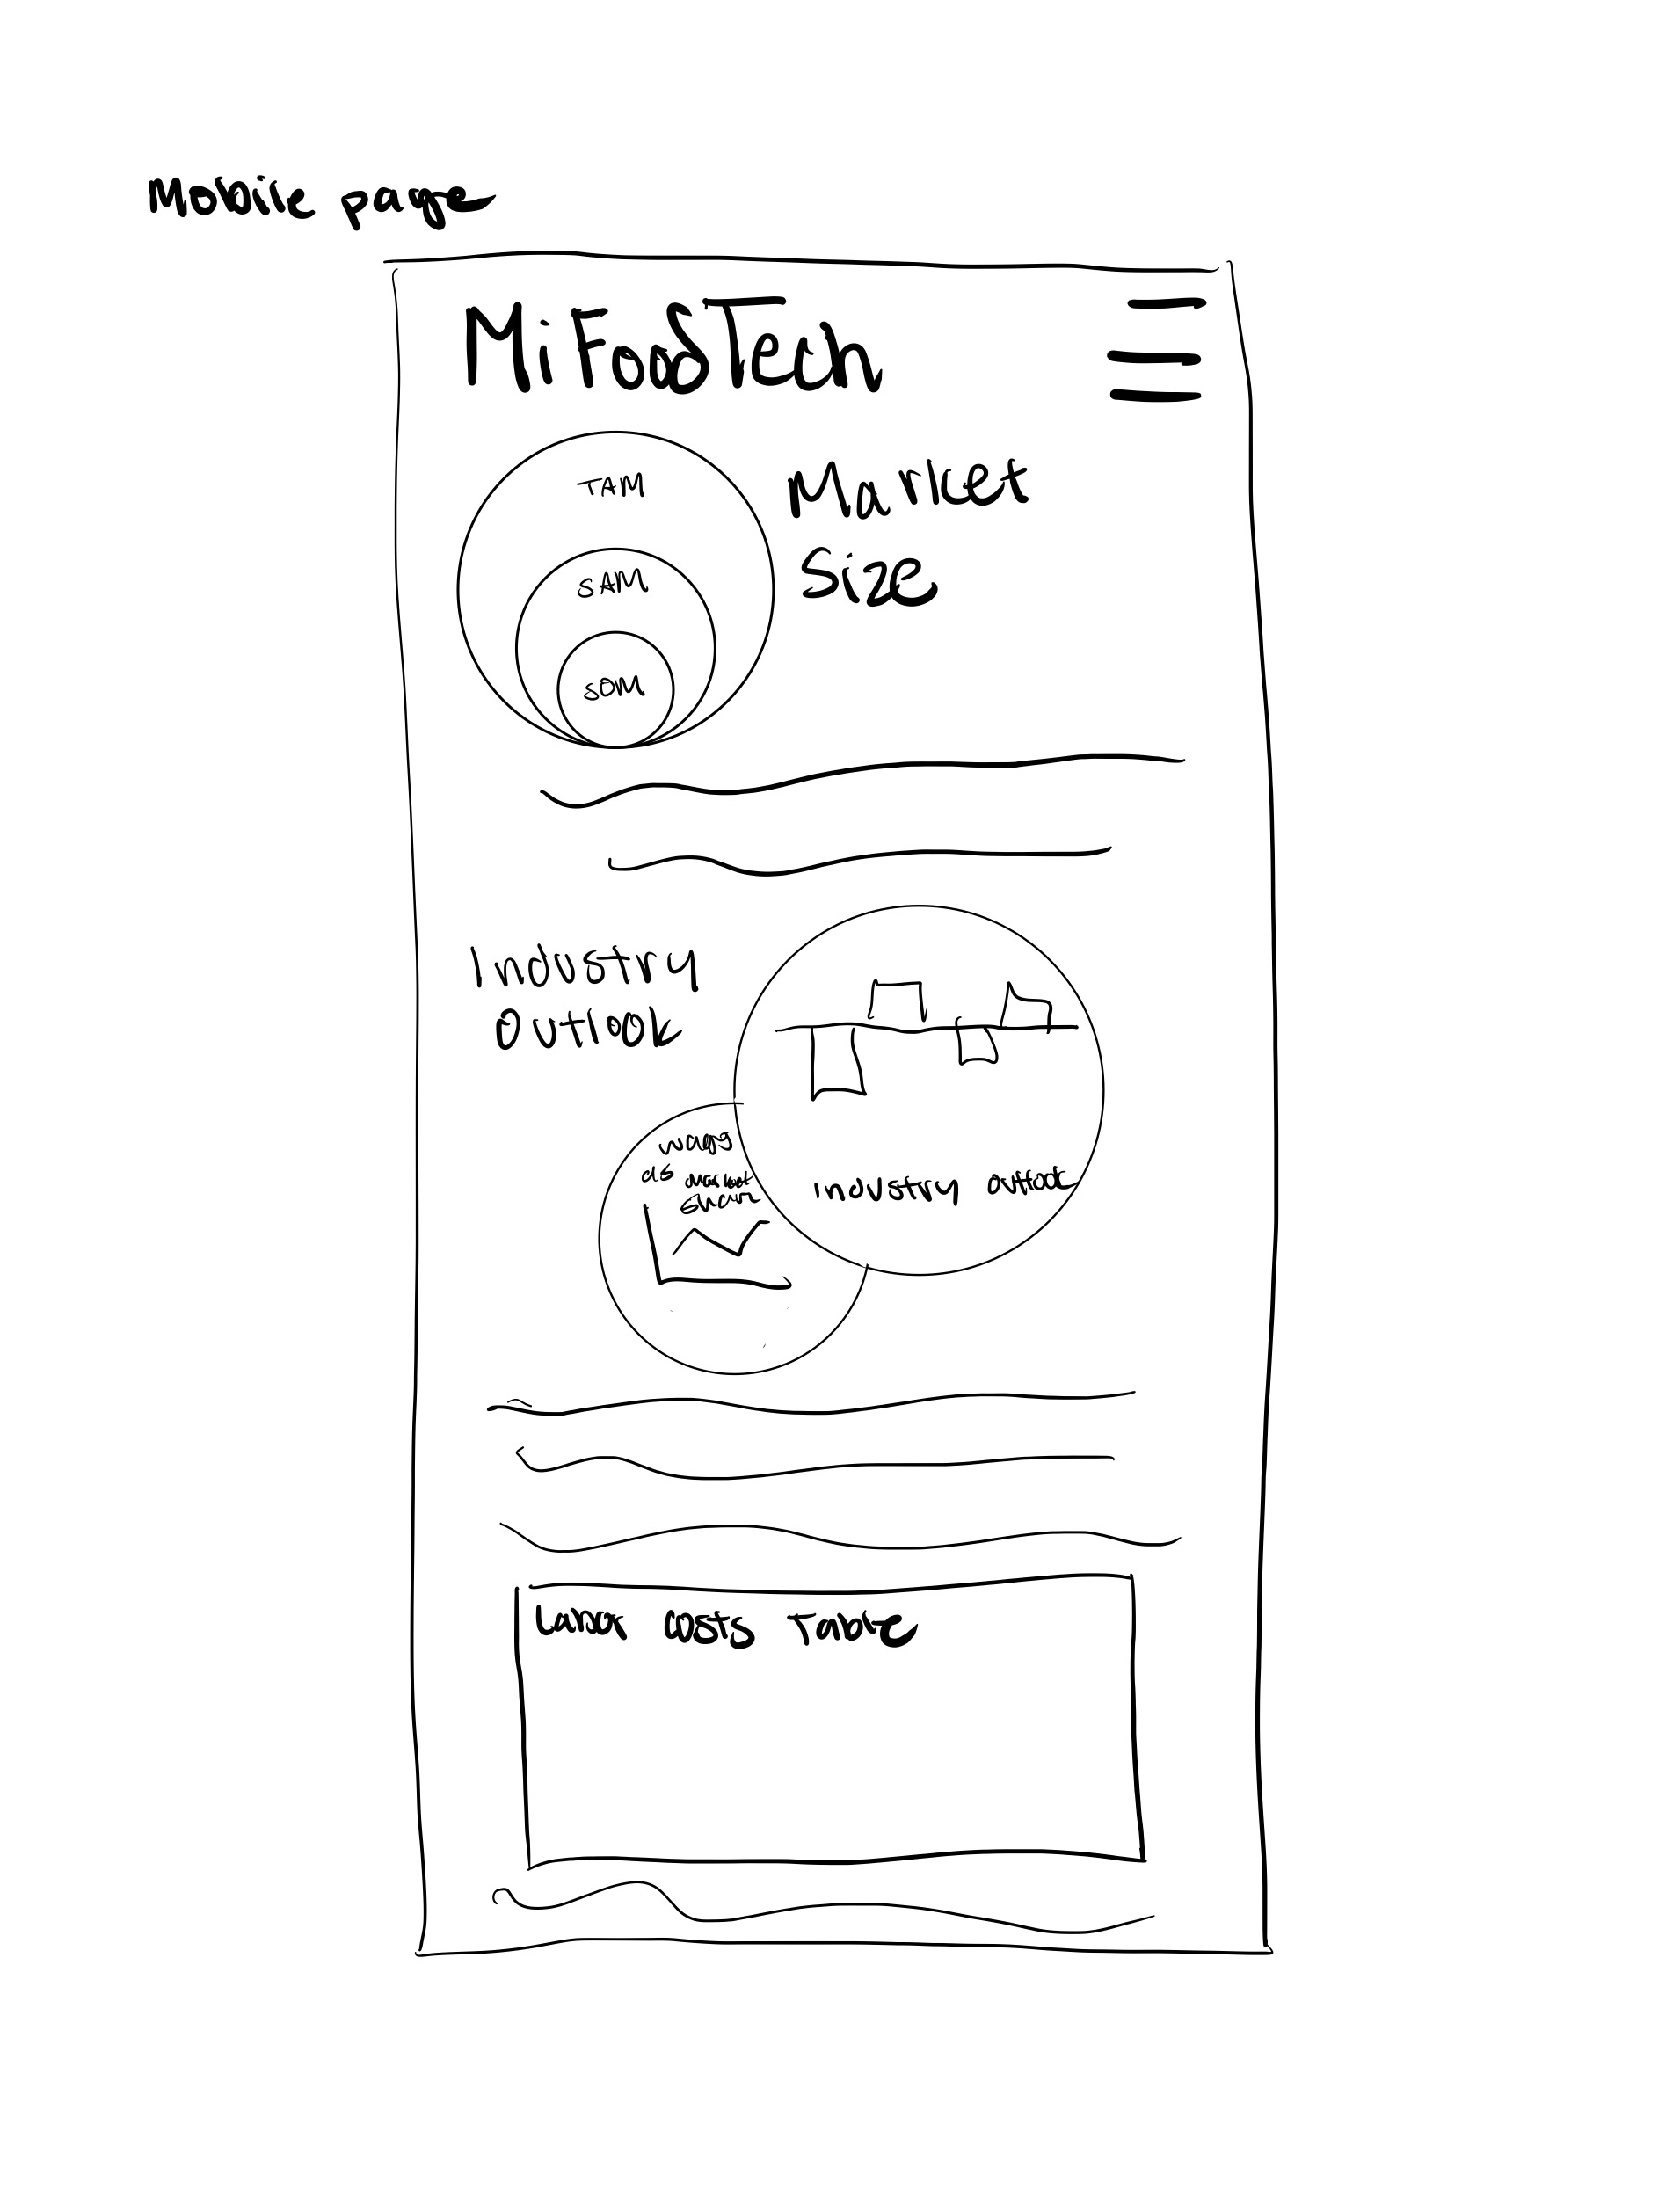 Mobile page
MiFoodTech
TAM
SAM
SOM
Market
Size
Industry
Outlook
wages
as market
share
industry outlook
Labor costs Table